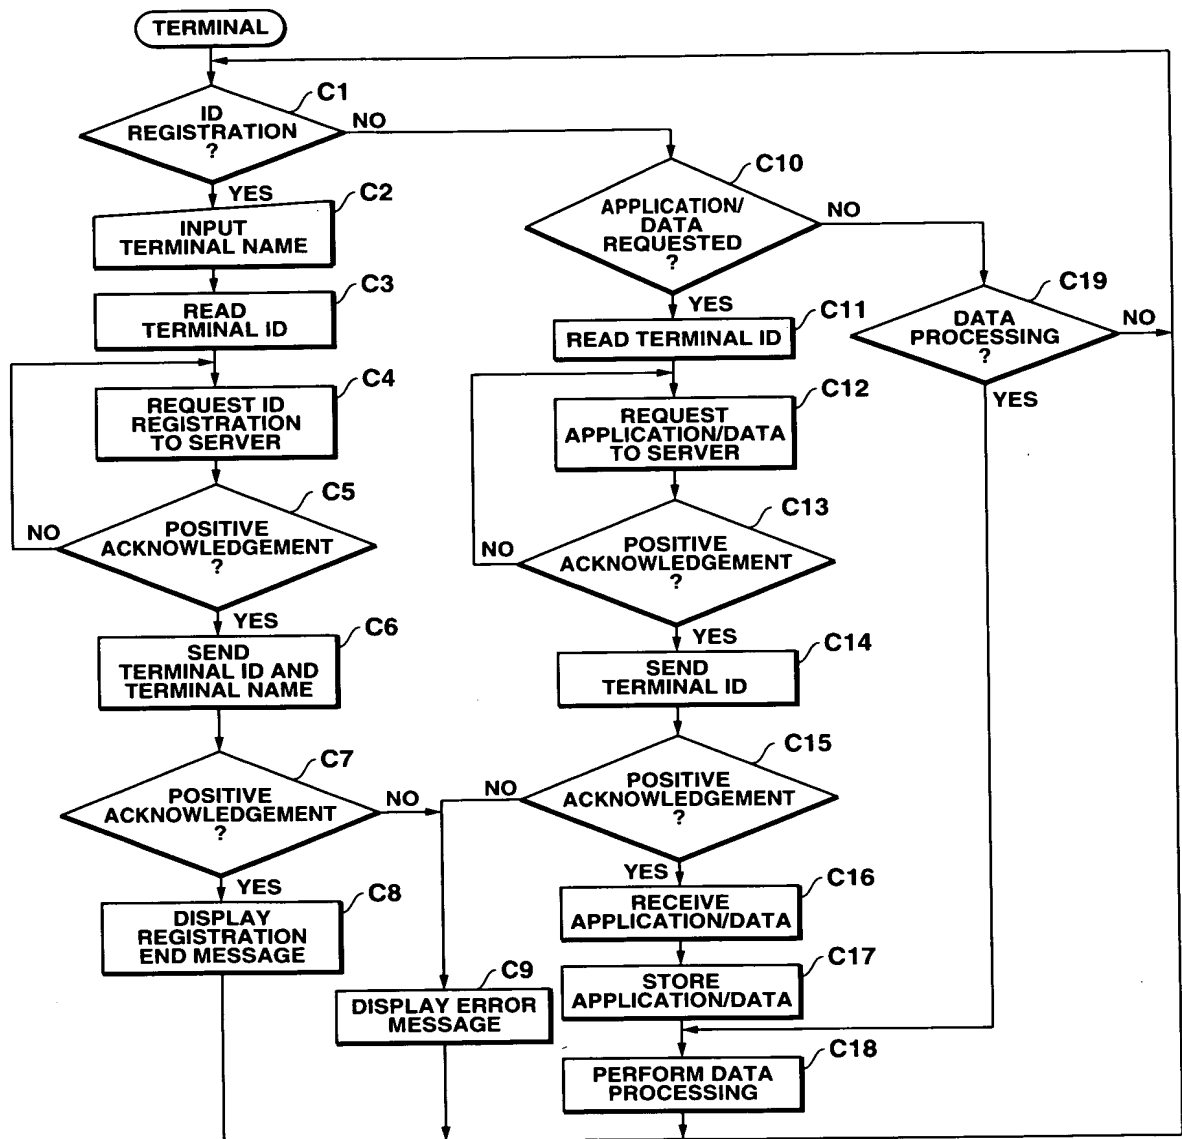 TERMINAL
C1
ID
REGISTRATION
?
NO
YES
C2
INPUT
TERMINAL NAME
C3
READ
TERMINAL ID
C4
REQUEST ID
REGISTRATION
TO SERVER
C5
NO
POSITIVE
ACKNOWLEDGEMENT
?
YES
C6
SEND
TERMINAL ID AND
TERMINAL NAME
C7
POSITIVE
ACKNOWLEDGEMENT
?
NO
YES
C8
DISPLAY
REGISTRATION
END MESSAGE
C9
DISPLAY ERROR
MESSAGE
C10
APPLICATION/
DATA
REQUESTED
?
NO
YES
C11
READ TERMINAL ID
C12
REQUEST
APPLICATION/DATA
TO SERVER
C13
NO
POSITIVE
ACKNOWLEDGEMENT
?
YES
C14
SEND
TERMINAL ID
C15
NO
POSITIVE
ACKNOWLEDGEMENT
?
YES
C16
RECEIVE
APPLICATION/DATA
C17
STORE
APPLICATION/DATA
C18
PERFORM DATA
PROCESSING
C19
DATA
PROCESSING
?
NO
YES